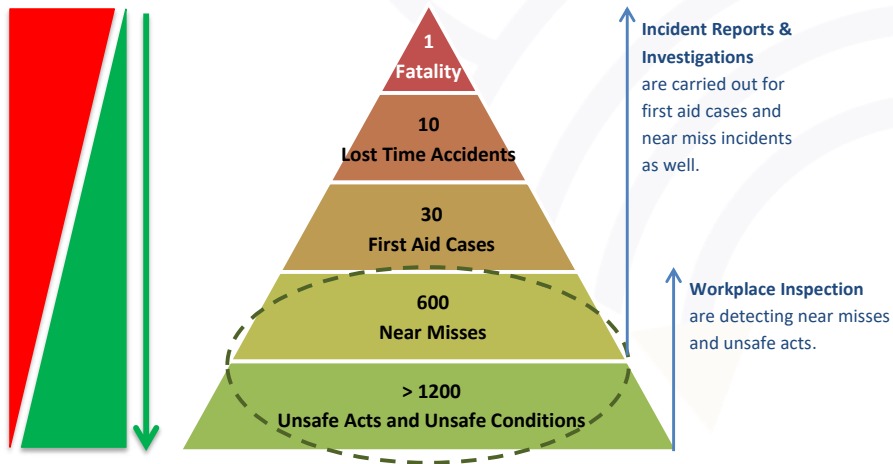 1
Fatality
10
Lost Time Accidents
30
First Aid Cases
600
Near Misses
> 1200
Unsafe Acts and Unsafe Conditions
Incident Reports &
Investigations
are carried out for
first aid cases and
near miss incidents
as well.
Workplace Inspection
are detecting near misses
and unsafe acts.